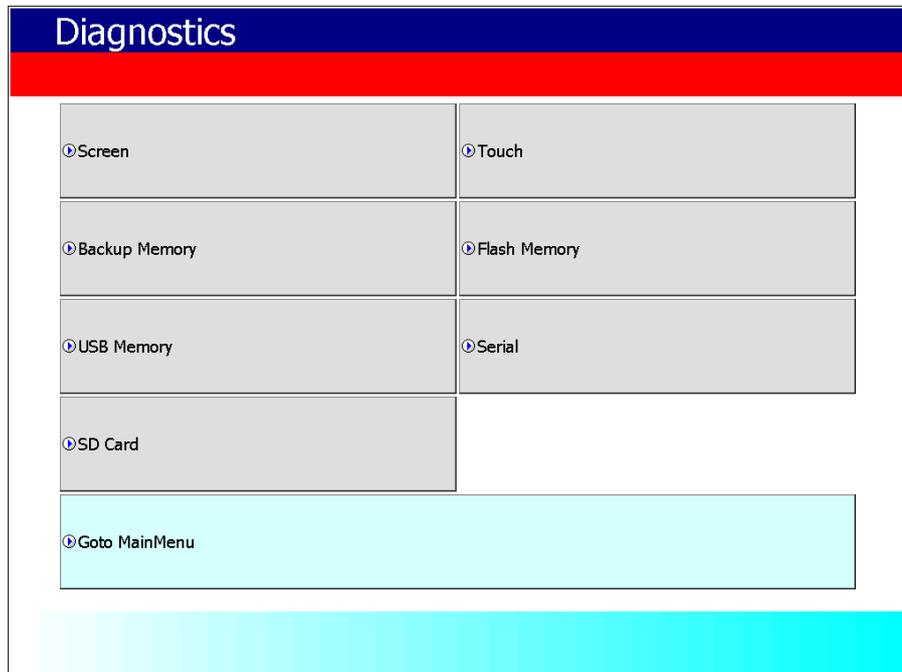 Diagnostics
Screen
Touch
Backup Memory
Flash Memory
USB Memory
Serial
SD Card
Goto MainMenu